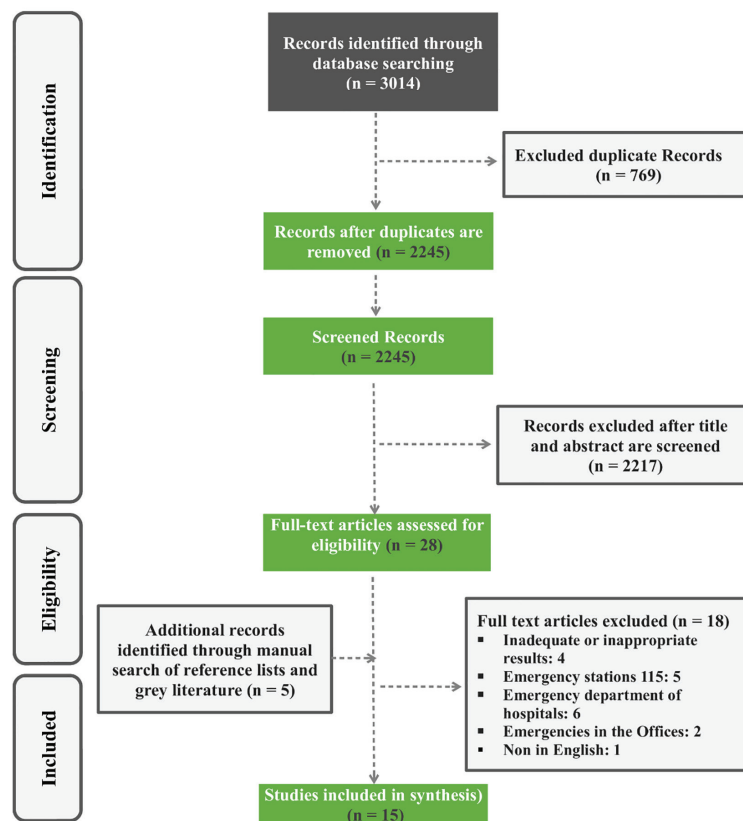 Identification
Records identified through
database searching
(n = 3014)
Excluded duplicate Records
(n = 769)
Records after duplicates are
removed (n = 2245)
Screening
Screened Records
(n = 2245)
Records excluded after title
and abstract are screened
(n = 2217)
Eligibility
Full-text articles assessed for
eligibility (n = 28)
Additional records
identified through manual
search of reference lists and
grey literature (n = 5)
Full text articles excluded (n = 18)
▪ Inadequate or inappropriate
results: 4
▪ Emergency stations 115: 5
▪ Emergency department of
hospitals: 6
▪ Emergencies in the Offices: 2
▪ Non in English: 1
Included
Studies included in synthesis)
(n = 15)